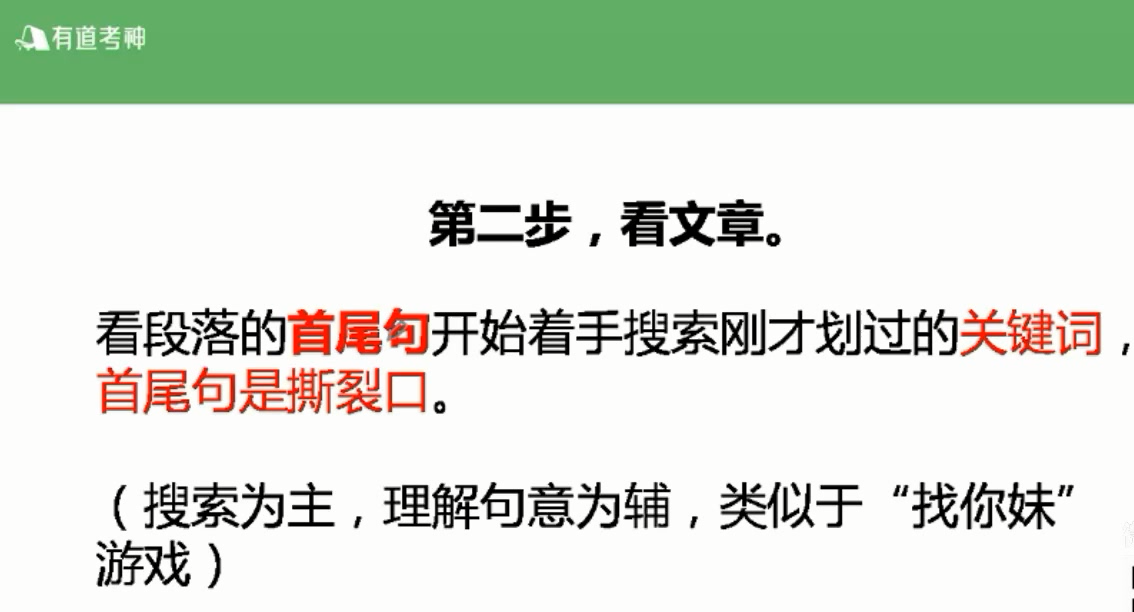 有道考神
第二步，看文章。
看段落的首尾句开始着手搜索刚才划过的关键词，
首尾句是撕裂口。
（搜索为主，理解句意为辅，类似于“找你妹”
游戏）